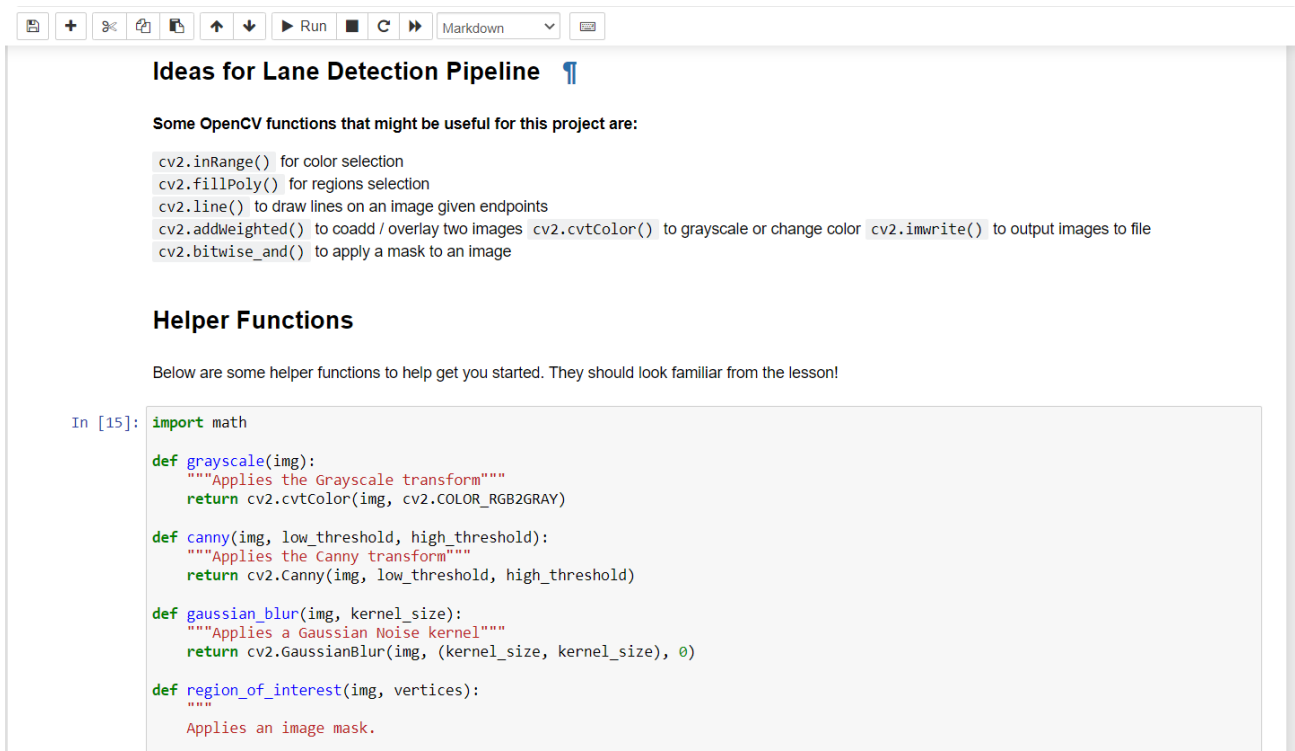 Run
Markdown
Ideas for Lane Detection Pipeline ¶
Some OpenCV functions that might be useful for this project are:
cv2.inRange() for color selection
cv2.fillPoly() for regions selection
cv2.line() to draw lines on an image given endpoints
cv2.addWeighted() to coadd / overlay two images cv2.cvtColor() to grayscale or change color cv2.imwrite() to output images to file
cv2.bitwise_and() to apply a mask to an image
Helper Functions
Below are some helper functions to help get you started. They should look familiar from the lesson!
In [15]: import math
def grayscale(img):
    """Applies the Grayscale transform"""
    return cv2.cvtColor(img, cv2.COLOR_RGB2GRAY)
def canny(img, low_threshold, high_threshold):
    """Applies the Canny transform"""
    return cv2.Canny(img, low_threshold, high_threshold)
def gaussian_blur(img, kernel_size):
    """Applies a Gaussian Noise kernel"""
    return cv2.GaussianBlur(img, (kernel_size, kernel_size), 0)
def region_of_interest(img, vertices):
    """
    Applies an image mask.